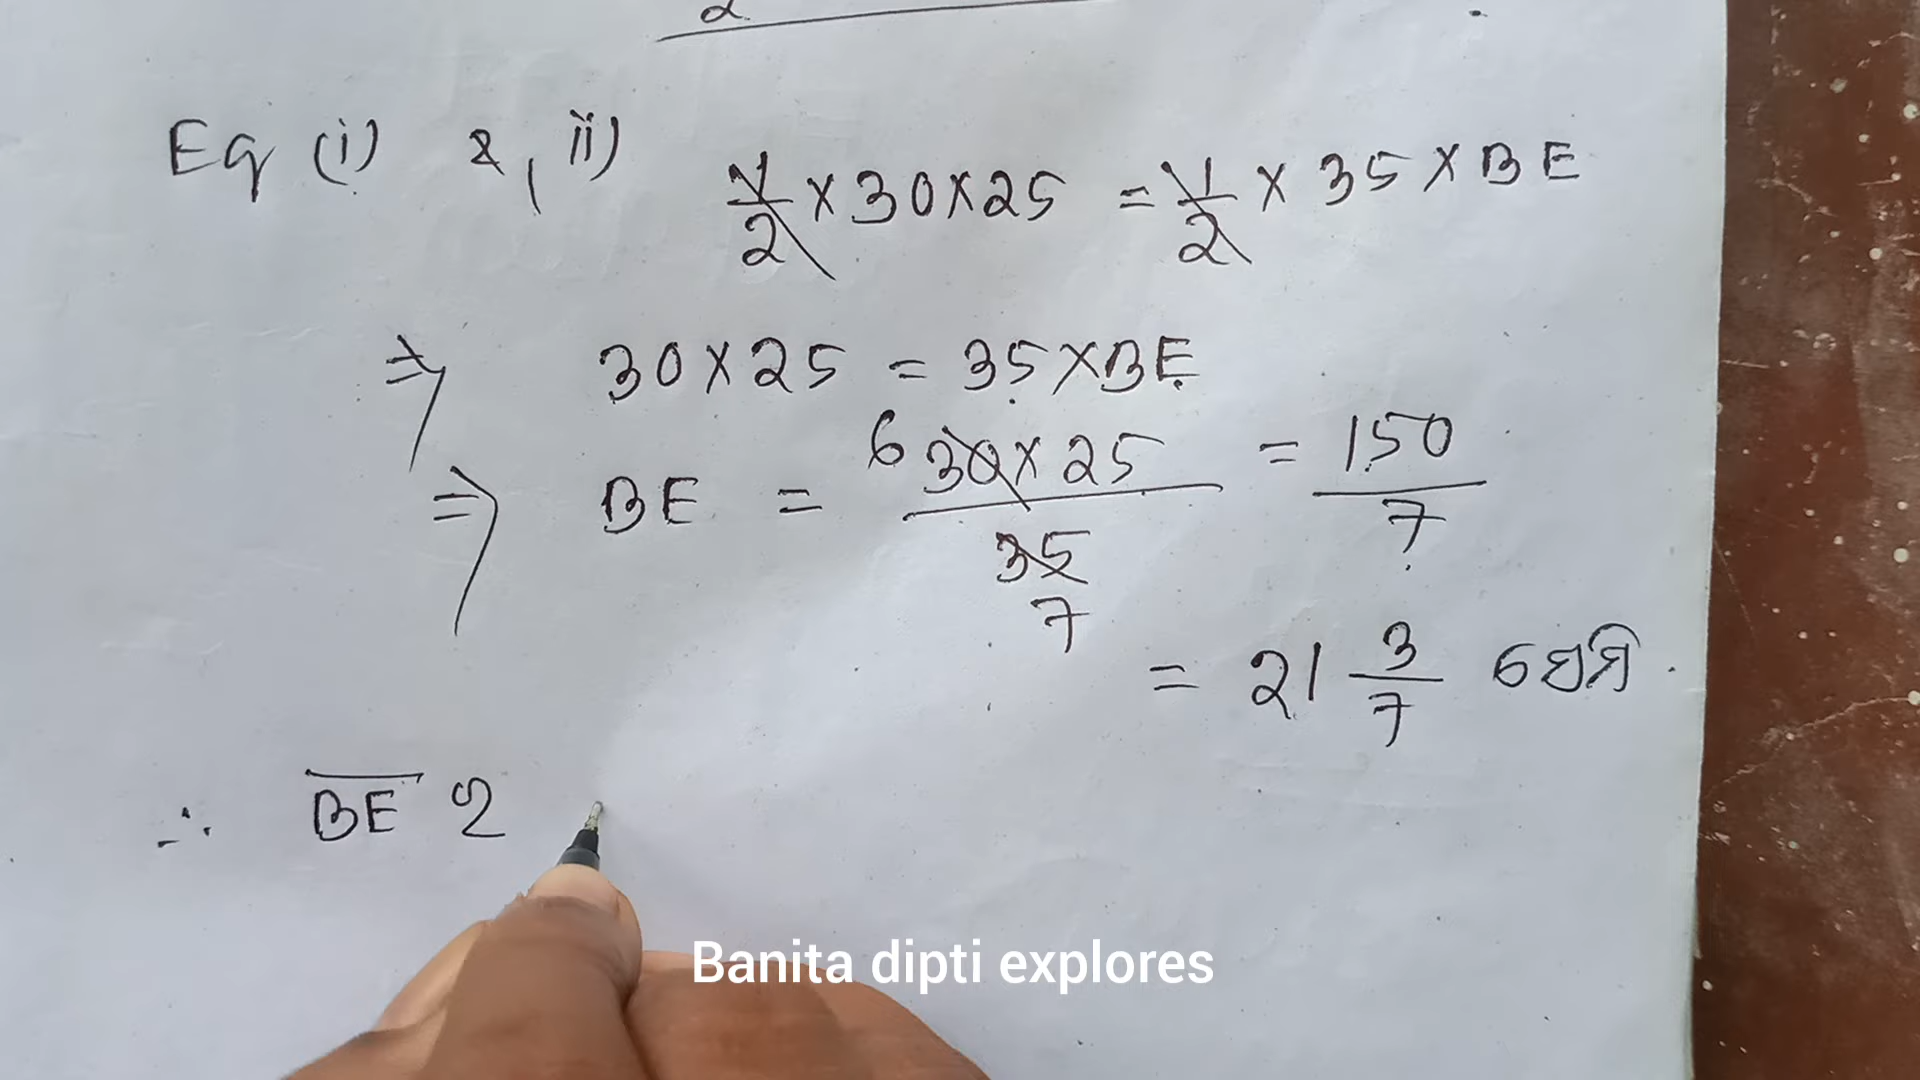 2
Eq (i) & , ii) 1/2 × 30 × 25 = 1/2 × 35 × BE
⇒ 30 × 25 = 35 × BE
⇒ BE = 6 30 × 25 / 35 7 = 150 / 7
= 21 3/7 ସେମି .
∴ B͞E ର
Banita dipti explores